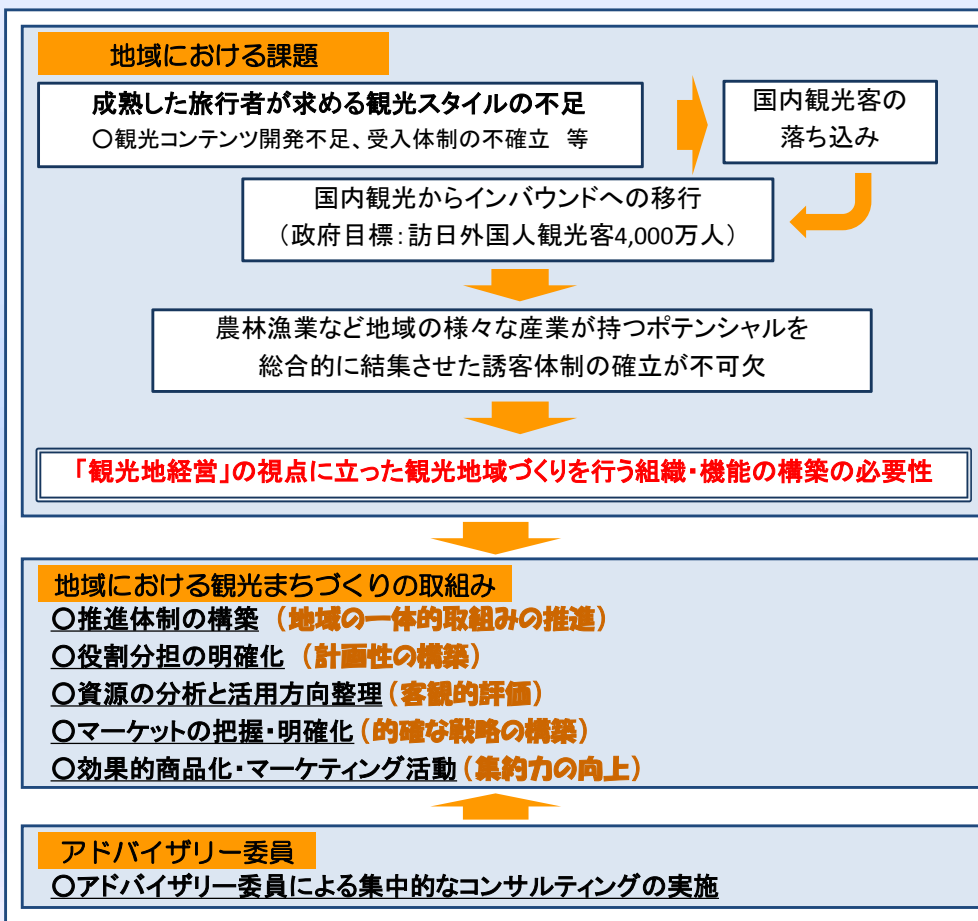 地域における課題
成熟した旅行者が求める観光スタイルの不足
〇観光コンテンツ開発不足、受入体制の不確立 等
国内観光客の
落ち込み
国内観光からインバウンドへの移行
（政府目標：訪日外国人観光客4,000万人）
農林漁業など地域の様々な産業が持つポテンシャルを
総合的に結集させた誘客体制の確立が不可欠
「観光地経営」の視点に立った観光地域づくりを行う組織・機能の構築の必要性
地域における観光まちづくりの取組み
〇推進体制の構築 （地域の一体的取組みの推進）
〇役割分担の明確化 （計画性の構築）
〇資源の分析と活用方向整理（客観的評価）
〇マーケットの把握・明確化（的確な戦略の構築）
〇効果的商品化・マーケティング活動（集約力の向上）
アドバイザリー委員
〇アドバイザリー委員による集中的なコンサルティングの実施